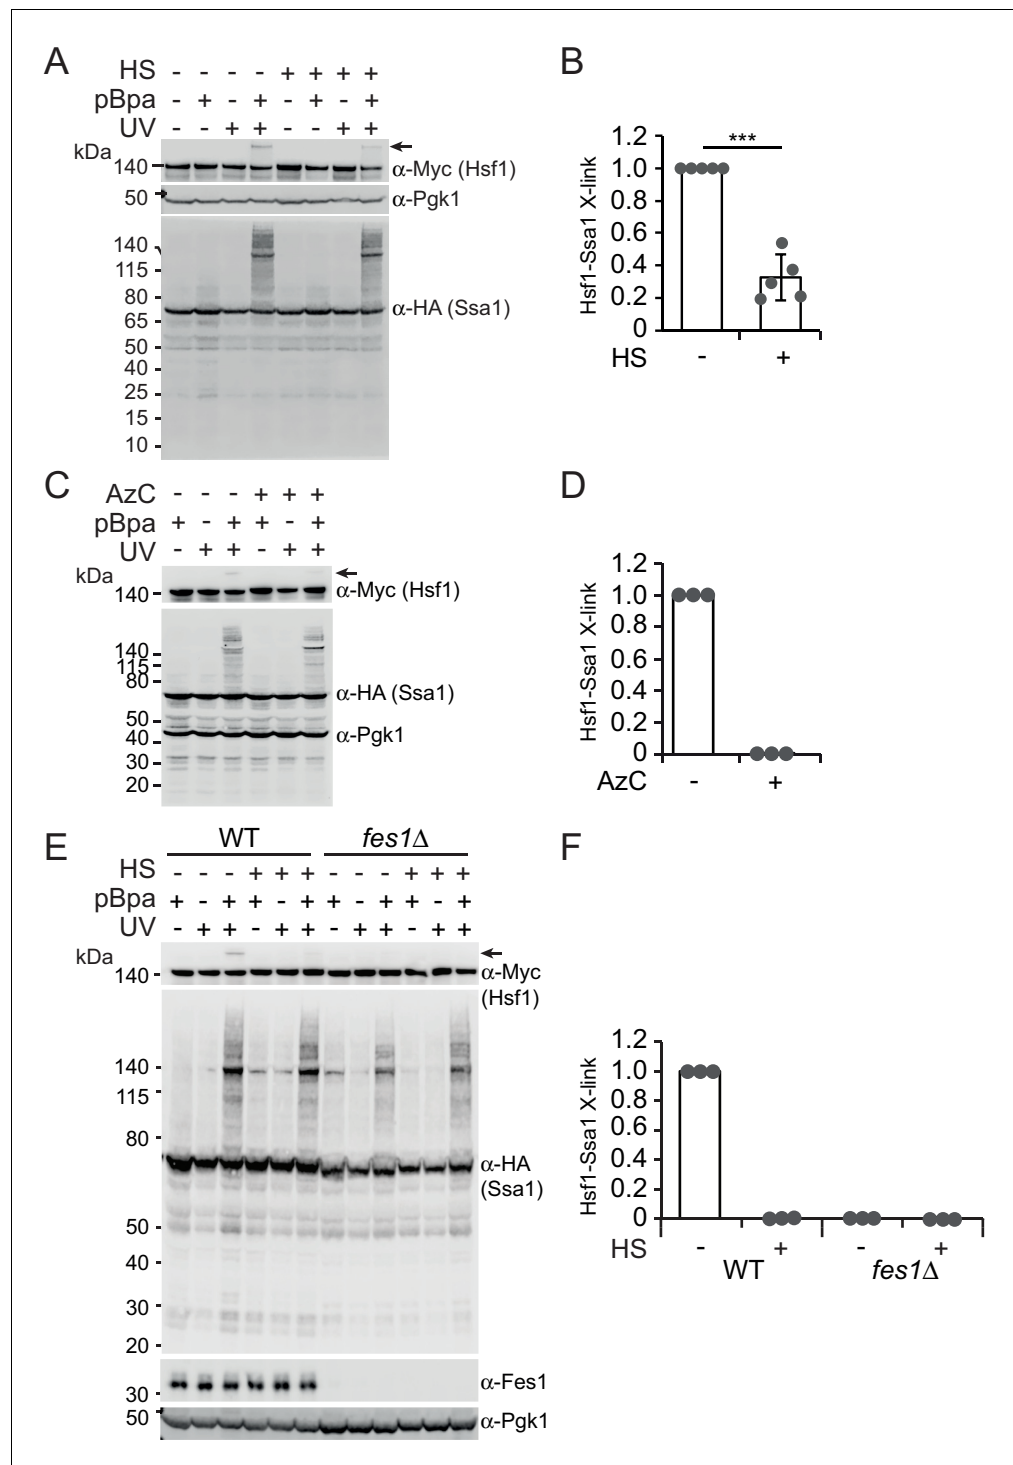 A
HS - - - - + + + +
pBpa - + - + - + - +
UV - - + + - - + +
kDa
140
α-Myc (Hsf1)
50
α-Pgk1
140
115
80
65
α-HA (Ssa1)
50
40
25
15
10
B
Hsf1-Ssa1 X-link
1.2
1.0
0.8
0.6
0.4
0.2
0
***
HS - +
C
AzC - - - + + +
pBpa + - + + - +
UV - + + - + +
kDa
140
α-Myc (Hsf1)
140
115
80
α-HA (Ssa1)
50
40
α-Pgk1
30
20
D
Hsf1-Ssa1 X-link
1.2
1.0
0.8
0.6
0.4
0.2
0
AzC - +
E
WT fes1Δ
HS - - - + + + - - - + + +
pBpa + - + + - + + - + + - +
UV - + + - + + - + + - + +
kDa
140
α-Myc
(Hsf1)
140
115
80
α-HA
(Ssa1)
50
40
30
20
α-Fes1
30
50
α-Pgk1
F
Hsf1-Ssa1 X-link
1.2
1.0
0.8
0.6
0.4
0.2
0
HS - + - +
WT fes1Δ